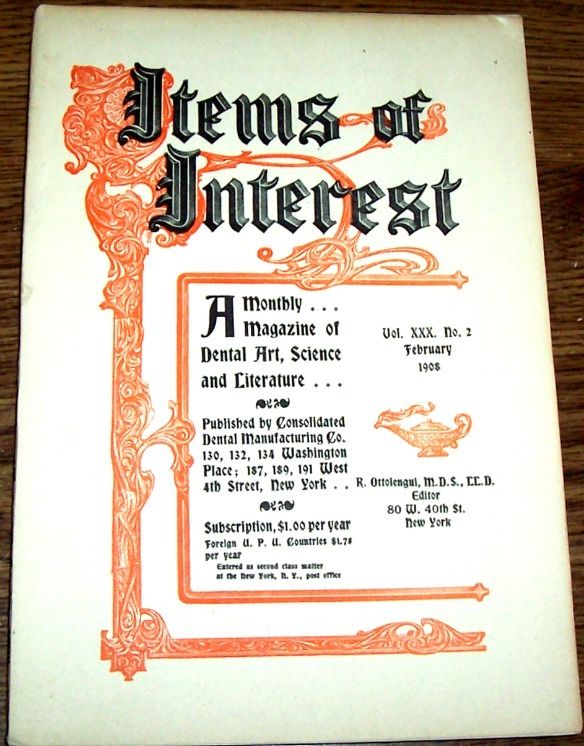 Items of
Interest
A Monthly . . .
Magazine of
Dental Art, Science
and Literature . . .
Vol. XXX. No. 2
February
1908
Published by Consolidated
Dental Manufacturing Co.
130, 132, 134 Washington
Place; 187, 189, 191 West
4th Street, New York . .
R. Ottolengui, M.D.S., LL.D.
Editor
80 W. 40th St.
New York
Subscription, $1.00 per year
Foreign U. P. U. Countries $1.75
per year
Entered as second class matter
at the New York, N. Y., post office